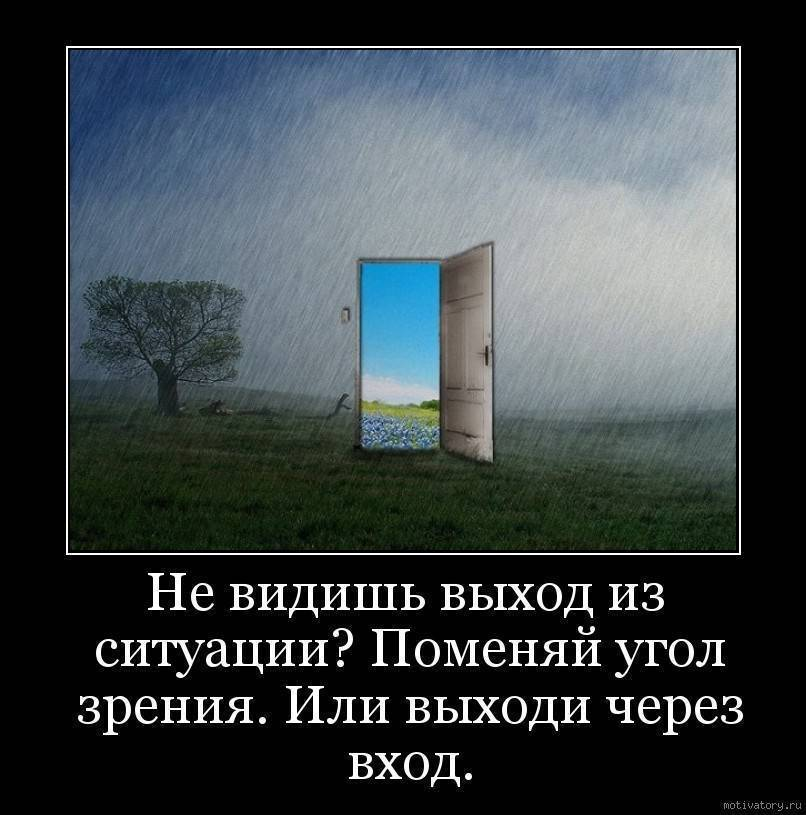 Не видишь выход из
ситуации? Поменяй угол
зрения. Или выходи через
вход.
motivatory.ru